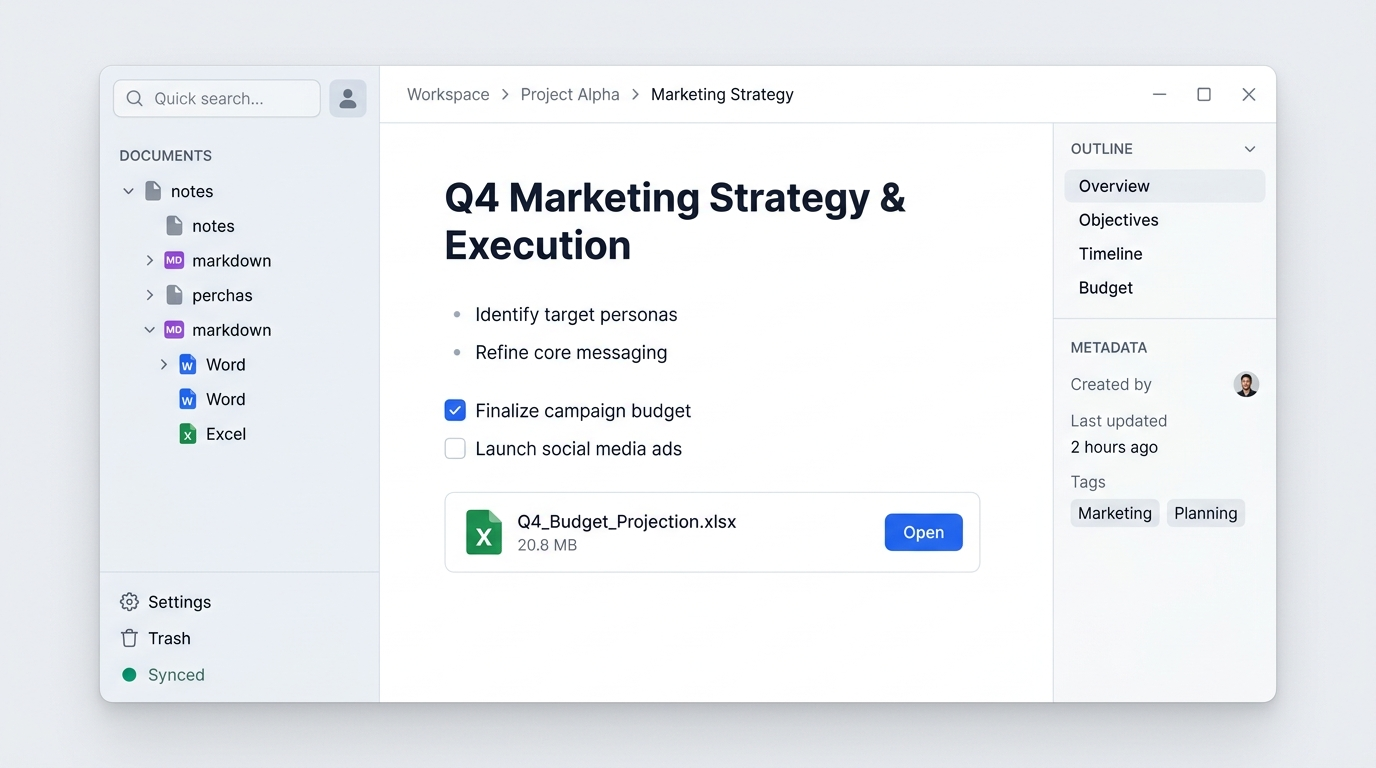 Quick search...
DOCUMENTS
notes
notes
MD markdown
perchas
MD markdown
W Word
W Word
X Excel
Settings
Trash
Synced
Workspace > Project Alpha > Marketing Strategy
Q4 Marketing Strategy &
Execution
• Identify target personas
• Refine core messaging
Finalize campaign budget
Launch social media ads
X
Q4_Budget_Projection.xlsx
20.8 MB
Open
OUTLINE
Overview
Objectives
Timeline
Budget
METADATA
Created by
Last updated
2 hours ago
Tags
Marketing Planning